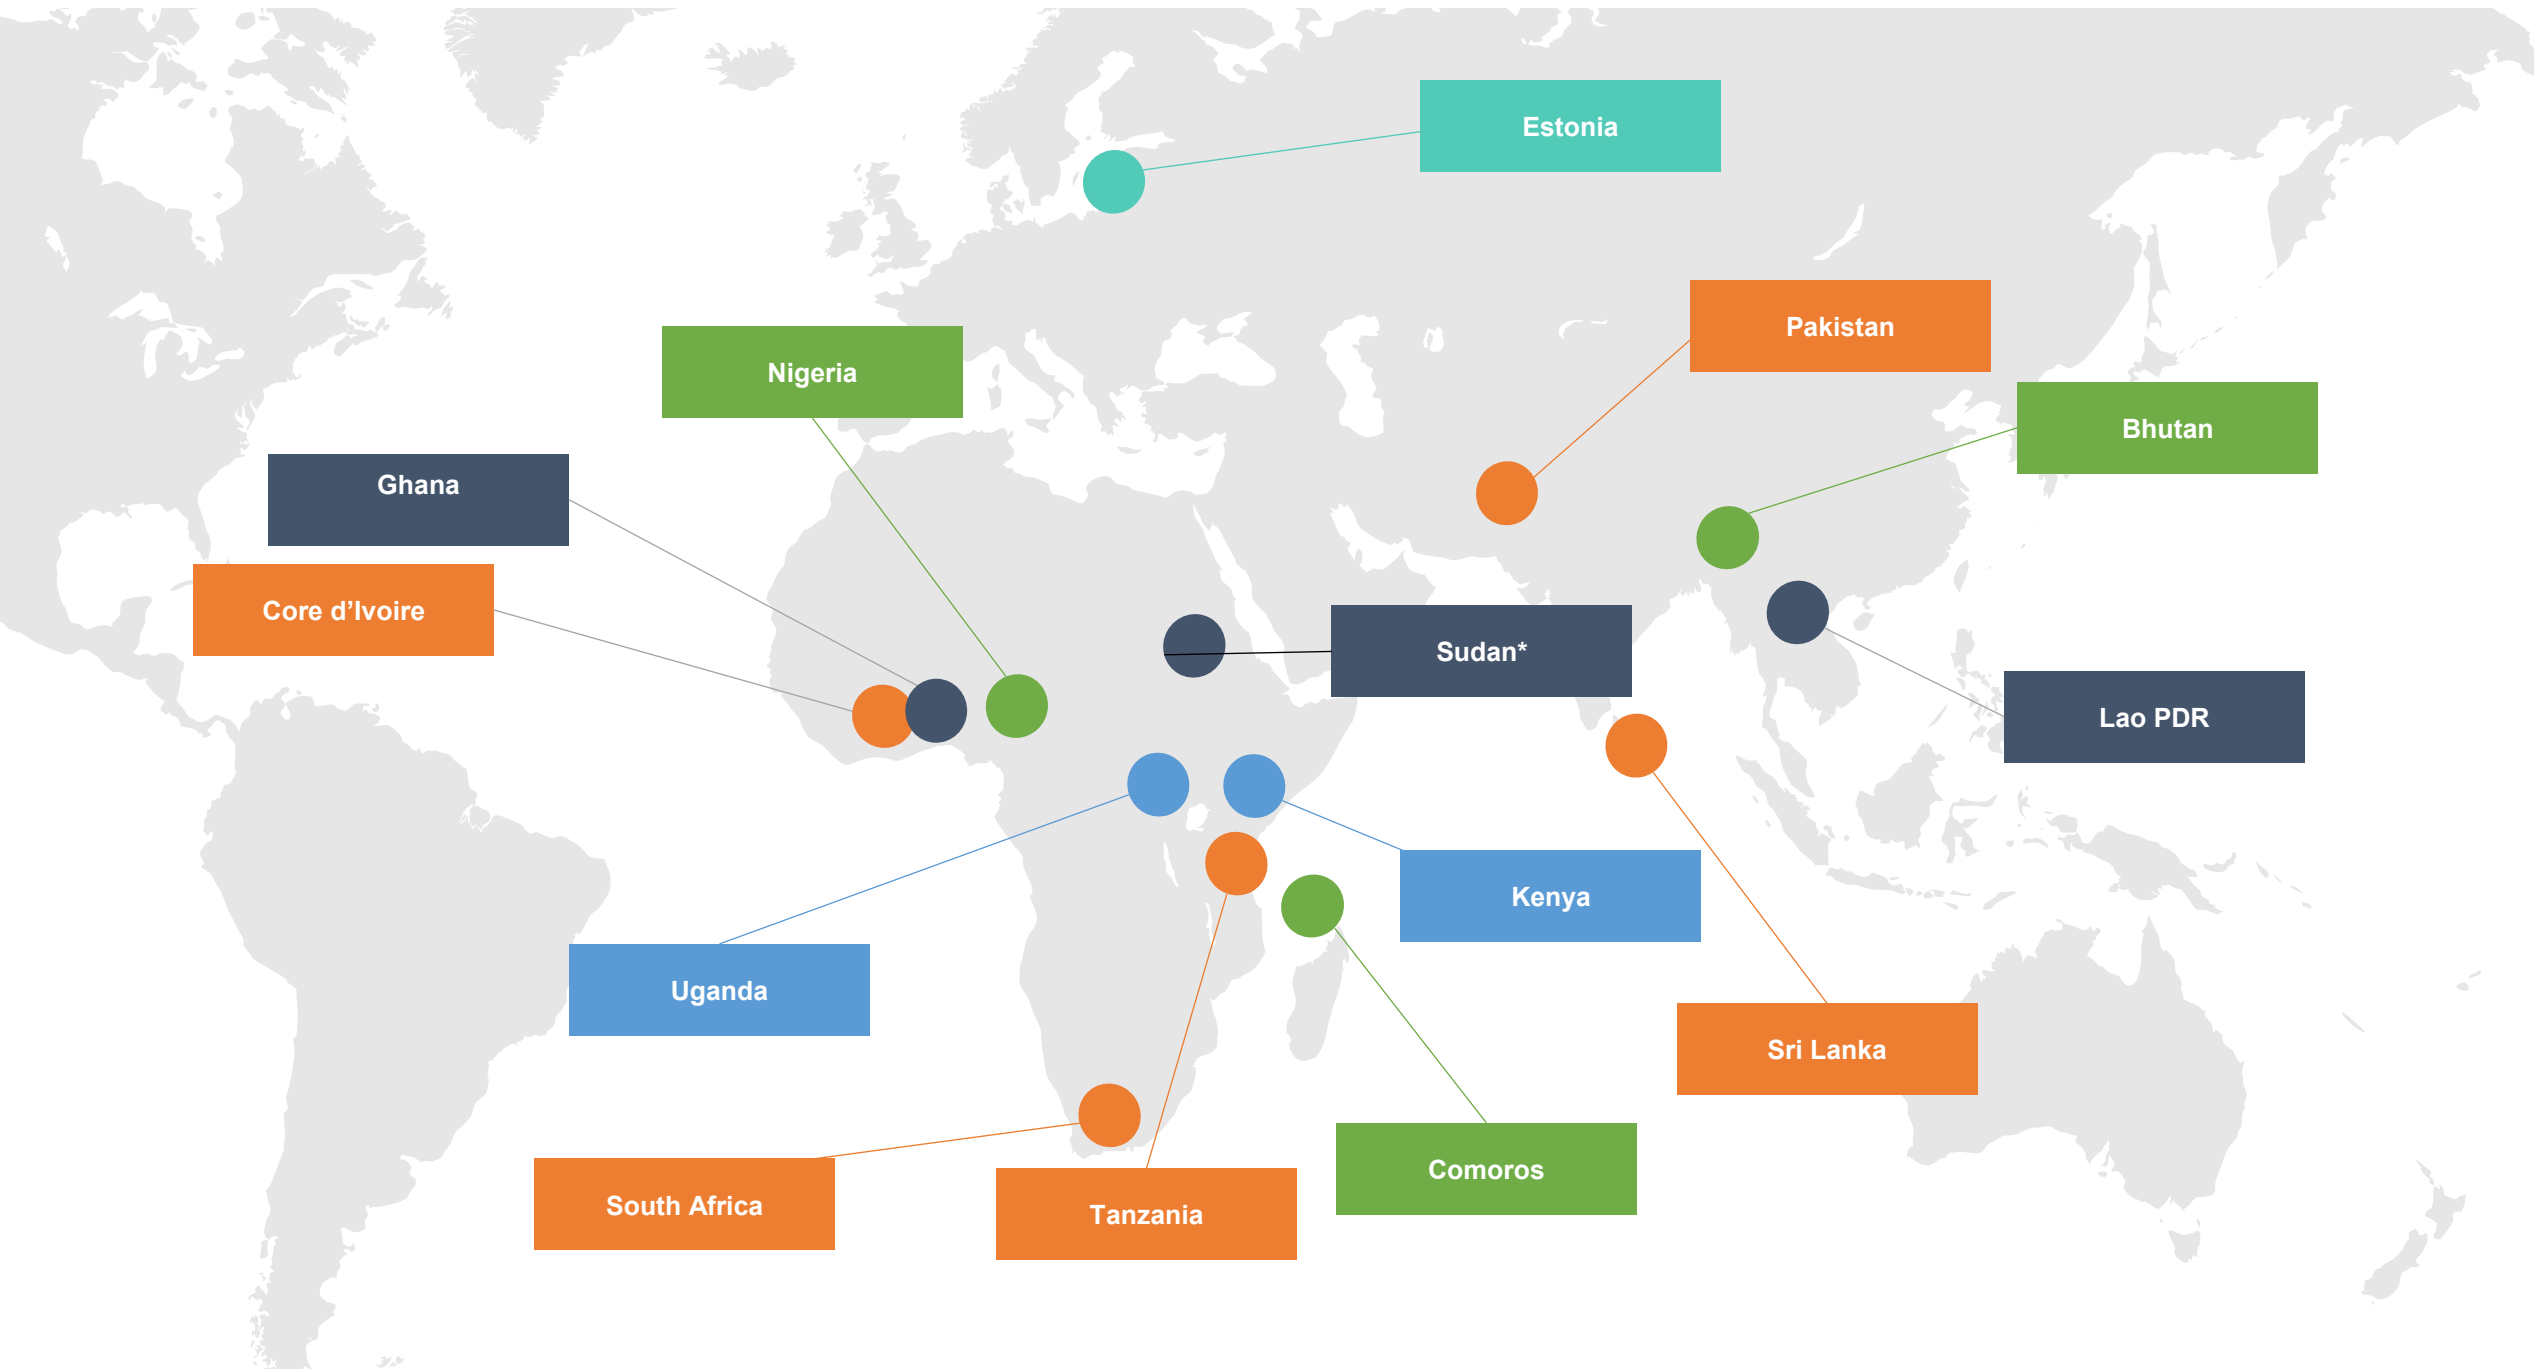 Estonia
Pakistan
Nigeria
Bhutan
Ghana
Core d’Ivoire
Sudan*
Lao PDR
Kenya
Uganda
Sri Lanka
Comoros
South Africa
Tanzania